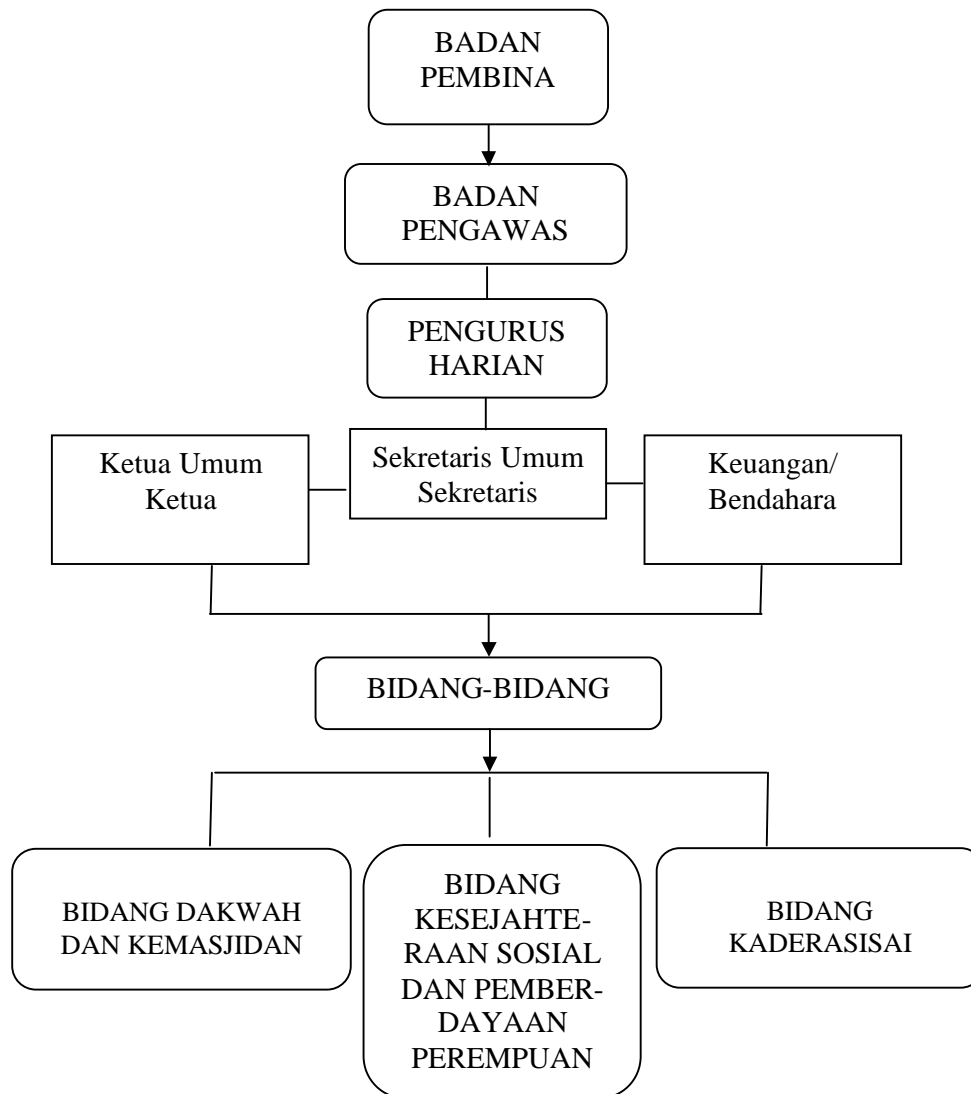 BADAN
PEMBINA
BADAN
PENGAWAS
PENGURUS
HARIAN
Ketua Umum
Ketua
Sekretaris Umum
Sekretaris
Keuangan/
Bendahara
BIDANG-BIDANG
BIDANG DAKWAH
DAN KEMASJIDAN
BIDANG
KESEJAHTE-
RAAN SOSIAL
DAN PEMBER-
DAYAAN
PEREMPUAN
BIDANG
KADERASISAI